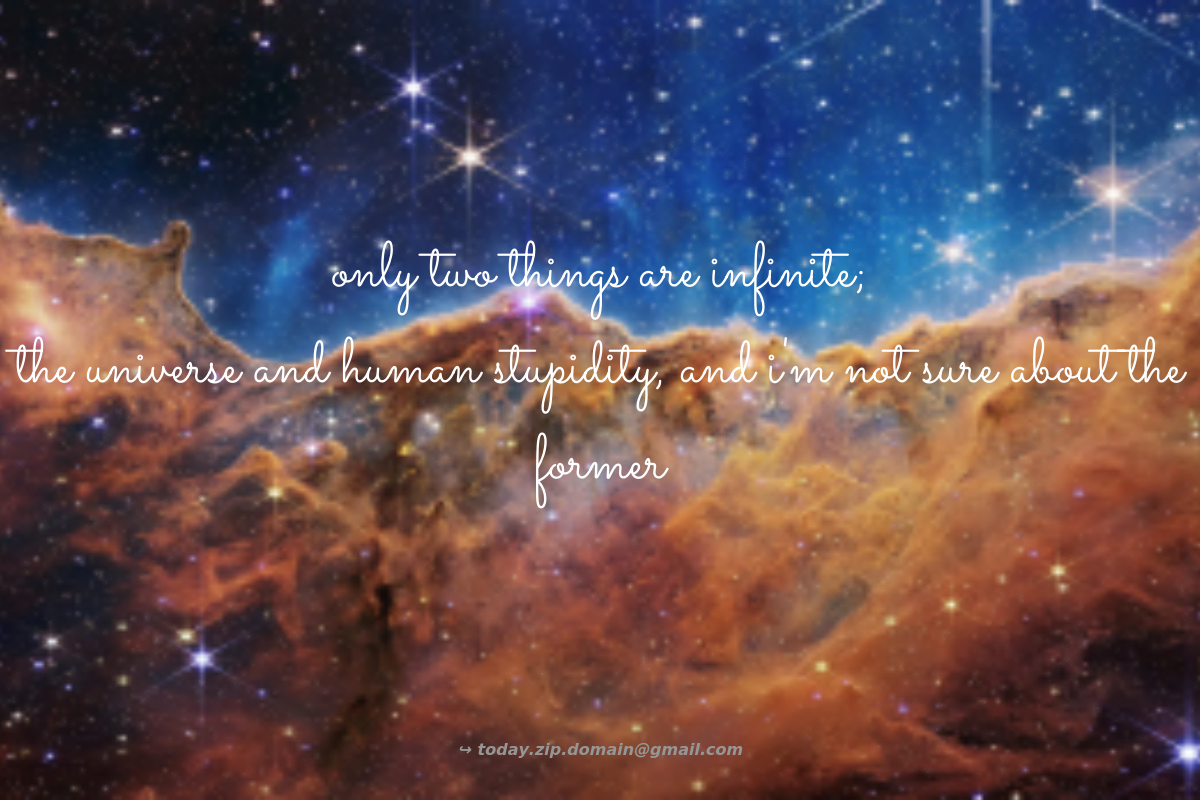 only two things are infinite;
the universe and human stupidity, and i'm not sure about the
former
↪ today.zip.domain@gmail.com